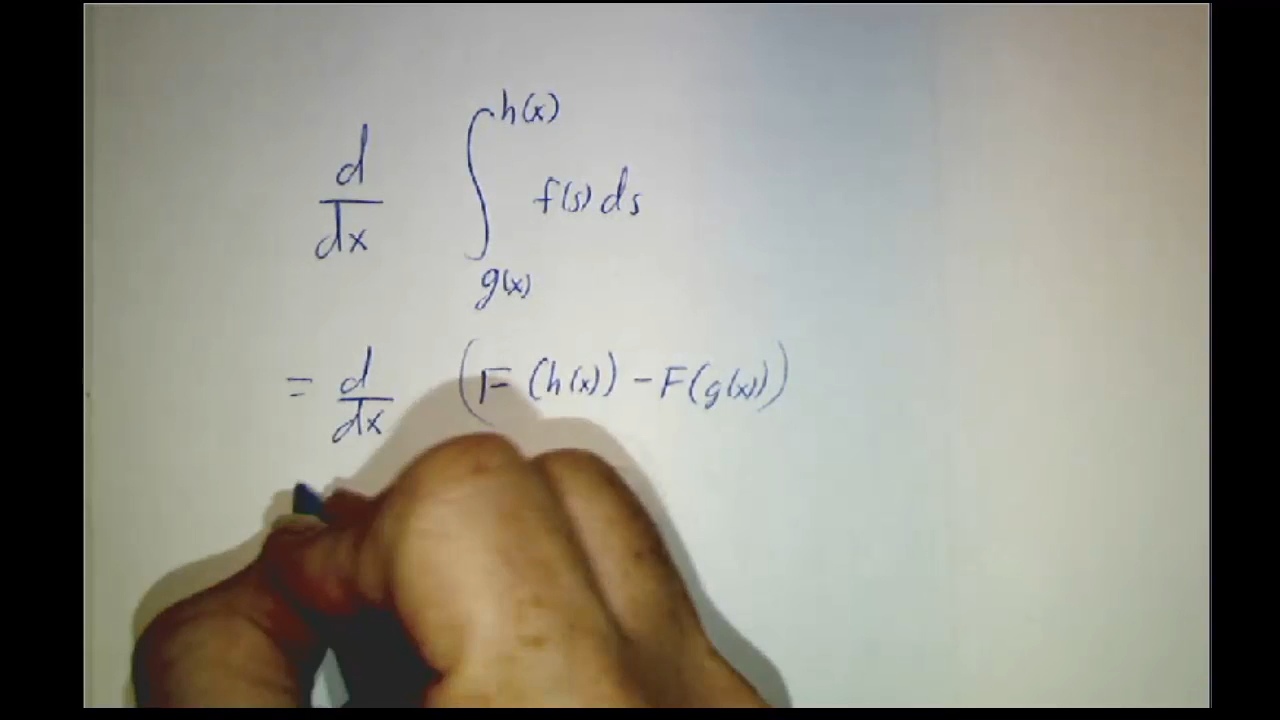 d/dx ∫_{g(x)}^{h(x)} f(s) ds
= d/dx (F(h(x)) - F(g(x)))